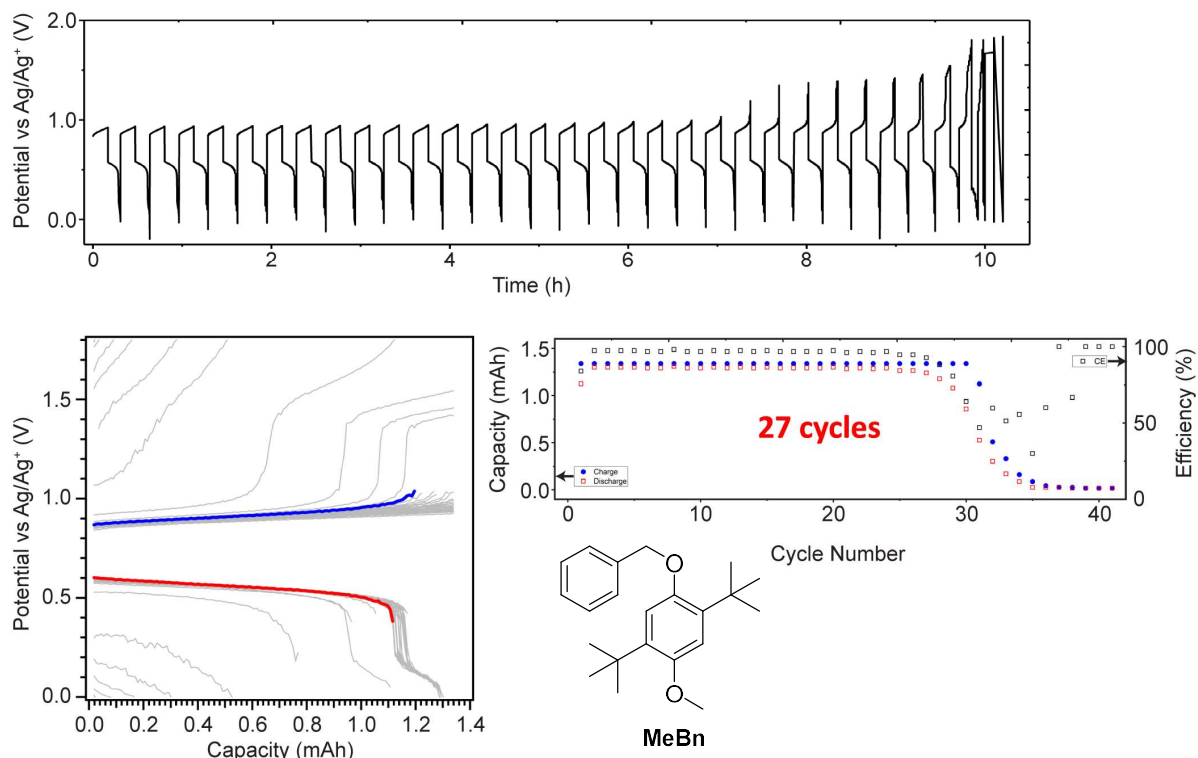 2.0
1.0
0.0
Potential vs Ag/Ag⁺ (V)
0 2 4 6 8 10
Time (h)
1.5
1.0
0.5
0.0
Potential vs Ag/Ag⁺ (V)
0.0 0.2 0.4 0.6 0.8 1.0 1.2 1.4
Capacity (mAh)
1.5
1.0
0.5
0.0
Capacity (mAh)
CE
27 cycles
Charge
Discharge
100
50
0
Efficiency (%)
0 10 20 30 40
Cycle Number
O
O
MeBn